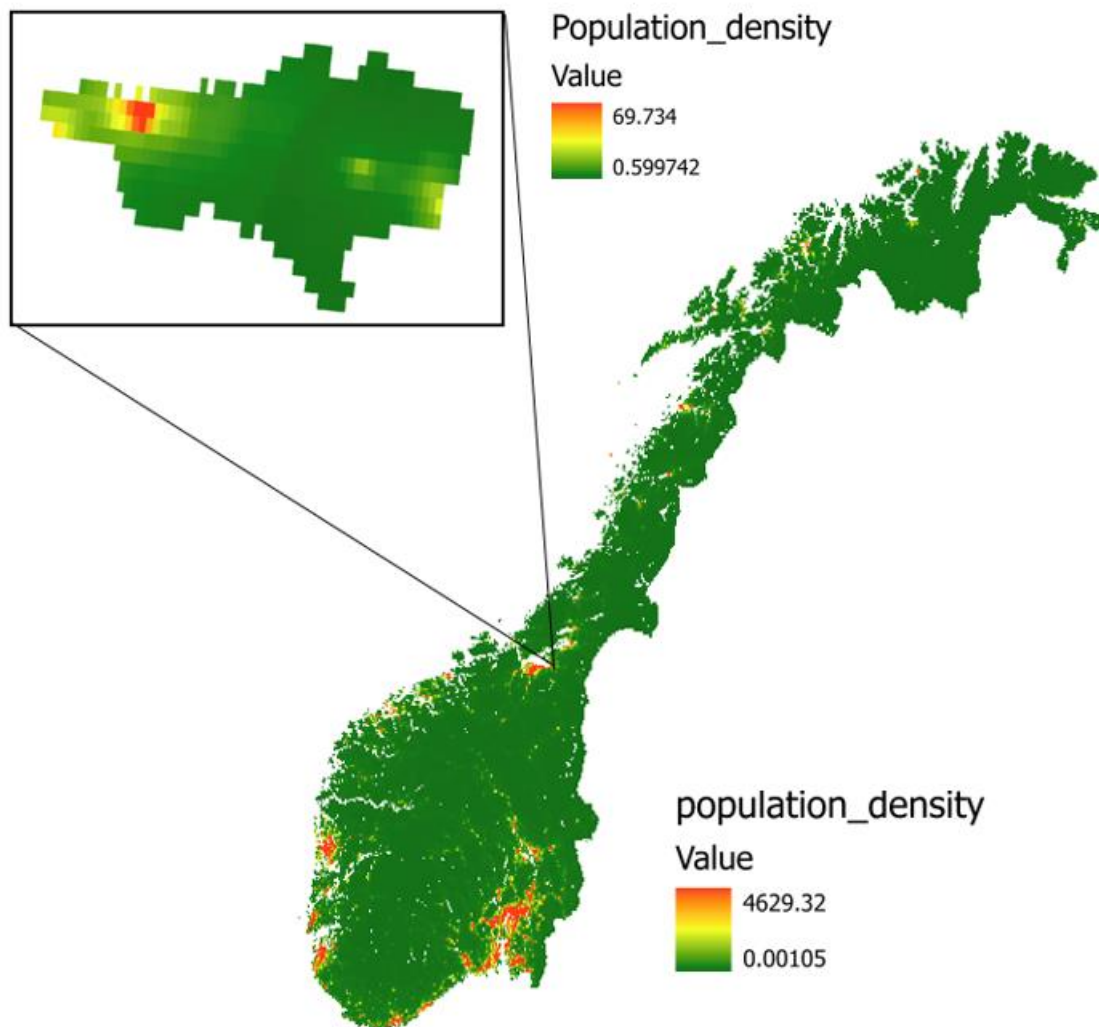 Population_density
Value
69.734
0.599742
population_density
Value
4629.32
0.00105